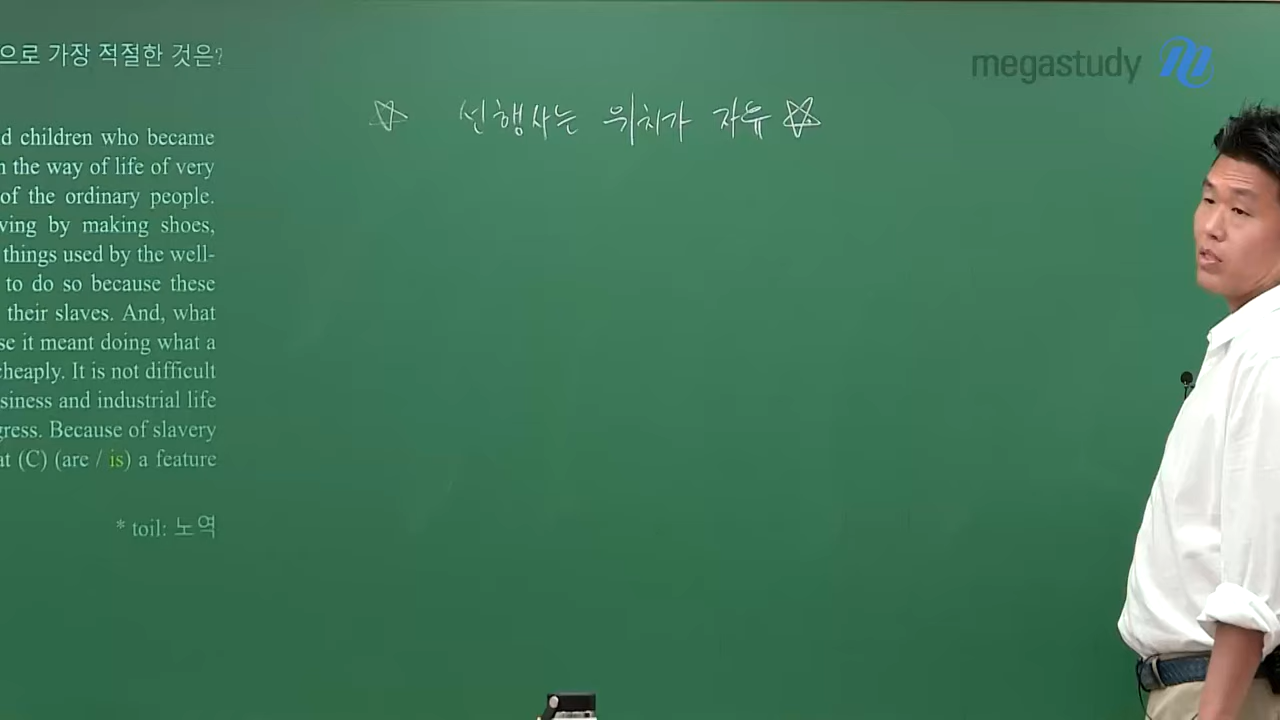 으로 가장 적절한 것은?
megastudy
☆ 선행사는 위치가 자유 ☆
d children who became
n the way of life of very
of the ordinary people.
ving by making shoes,
things used by the well-
to do so because these
their slaves. And, what
se it meant doing what a
cheaply. It is not difficult
siness and industrial life
gress. Because of slavery
at (C) (are / is) a feature
* toil: 노역